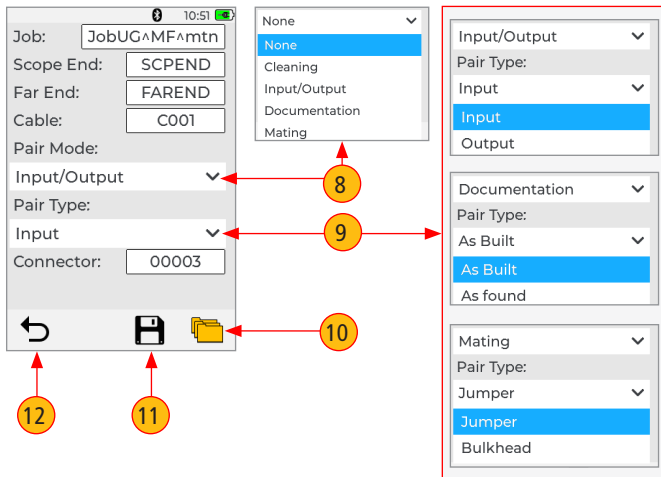 10:51
Job: JobUG^MF^mtn
Scope End: SCPEND
Far End: FAREND
Cable: C001
Pair Mode:
Input/Output
Pair Type:
Input
Connector: 00003
None
None
Cleaning
Input/Output
Documentation
Mating
8
9
10
11
12
Input/Output
Pair Type:
Input
Input
Output
Documentation
Pair Type:
As Built
As Built
As found
Mating
Pair Type:
Jumper
Jumper
Bulkhead